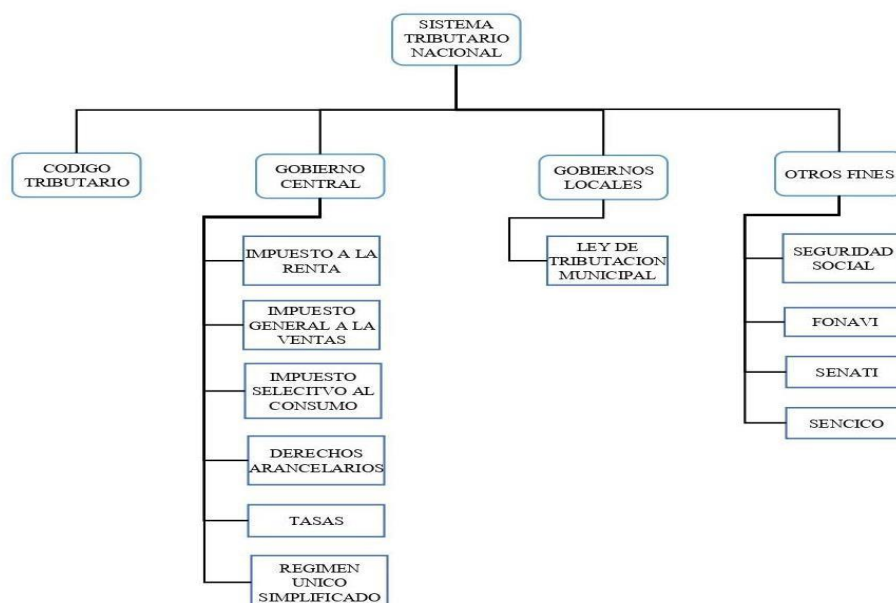 SISTEMA
TRIBUTARIO
NACIONAL
CODIGO
TRIBUTARIO
GOBIERNO
CENTRAL
GOBIERNOS
LOCALES
OTROS FINES
IMPUESTO A LA
RENTA
IMPUESTO
GENERAL A LA
VENTAS
IMPUESTO
SELECITVO AL
CONSUMO
DERECHOS
ARANCELARIOS
TASAS
REGIMEN
UNICO
SIMPLIFICADO
LEY DE
TRIBUTACION
MUNICIPAL
SEGURIDAD
SOCIAL
FONAVI
SENATI
SENCICO